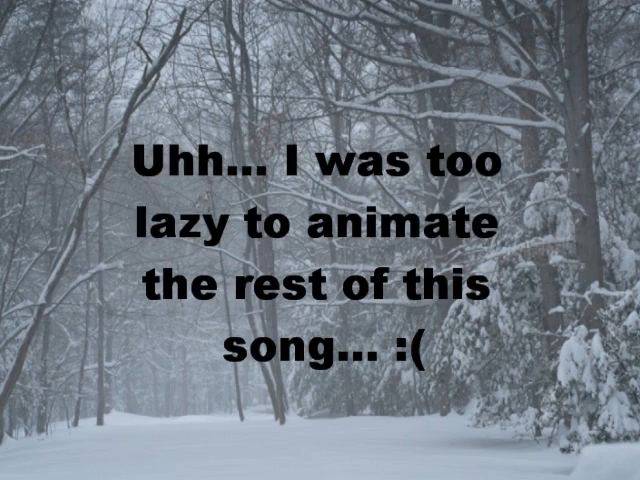 Uhh... I was too
lazy to animate
the rest of this
song... :(